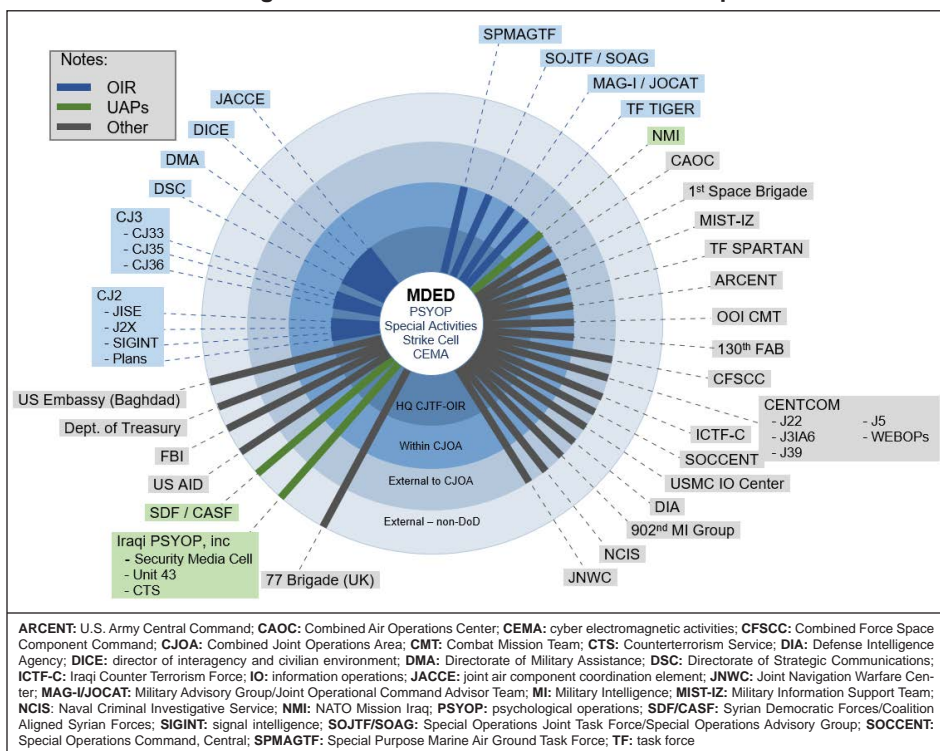 Notes:
OIR
UAPs
Other
SPMAGTF
SOJTF / SOAG
MAG-I / JOCAT
TF TIGER
NMI
CAOC
1st Space Brigade
MIST-IZ
TF SPARTAN
ARCENT
OOI CMT
130th FAB
CFSCC
CENTCOM
- J22
- J3IA6
- J39
- J5
- WEBOPs
ICTF-C
SOCCENT
USMC IO Center
DIA
902nd MI Group
NCIS
JNWC
JACCE
DICE
DMA
DSC
CJ3
- CJ33
- CJ35
- CJ36
CJ2
- JISE
- J2X
- SIGINT
- Plans
US Embassy (Baghdad)
Dept. of Treasury
FBI
US AID
SDF / CASF
Iraqi PSYOP, inc
- Security Media Cell
- Unit 43
- CTS
77 Brigade (UK)
MDED
PSYOP
Special Activities
Strike Cell
CEMA
HQ CJTF-OIR
Within CJOA
External to CJOA
External – non-DoD
ARCENT: U.S. Army Central Command; CAOC: Combined Air Operations Center; CEMA: cyber electromagnetic activities; CFSCC: Combined Force Space
Component Command; CJOA: Combined Joint Operations Area; CMT: Combat Mission Team; CTS: Counterterrorism Service; DIA: Defense Intelligence
Agency; DICE: director of interagency and civilian environment; DMA: Directorate of Military Assistance; DSC: Directorate of Strategic Communications;
ICTF-C: Iraqi Counter Terrorism Force; IO: information operations; JACCE: joint air component coordination element; JNWC: Joint Navigation Warfare Cen-
ter; MAG-I/JOCAT: Military Advisory Group/Joint Operational Command Advisor Team; MI: Military Intelligence; MIST-IZ: Military Information Support Team;
NCIS: Naval Criminal Investigative Service; NMI: NATO Mission Iraq; PSYOP: psychological operations; SDF/CASF: Syrian Democratic Forces/Coalition
Aligned Syrian Forces; SIGINT: signal intelligence; SOJTF/SOAG: Special Operations Joint Task Force/Special Operations Advisory Group; SOCCENT:
Special Operations Command, Central; SPMAGTF: Special Purpose Marine Air Ground Task Force; TF: task force